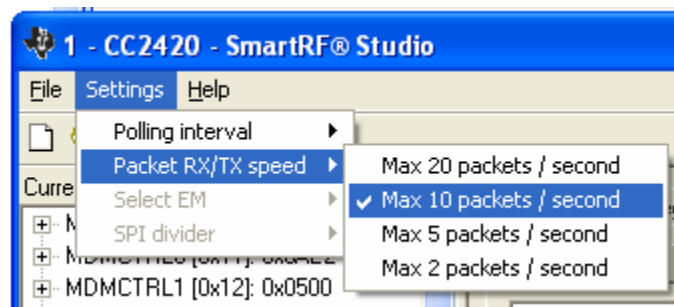 1 - CC2420 - SmartRF® Studio
File Settings Help
Polling interval
Packet RX/TX speed
Select EM
SPI divider
Max 20 packets / second
Max 10 packets / second
Max 5 packets / second
Max 2 packets / second
MDMCTRL1 [0x12]: 0x0500